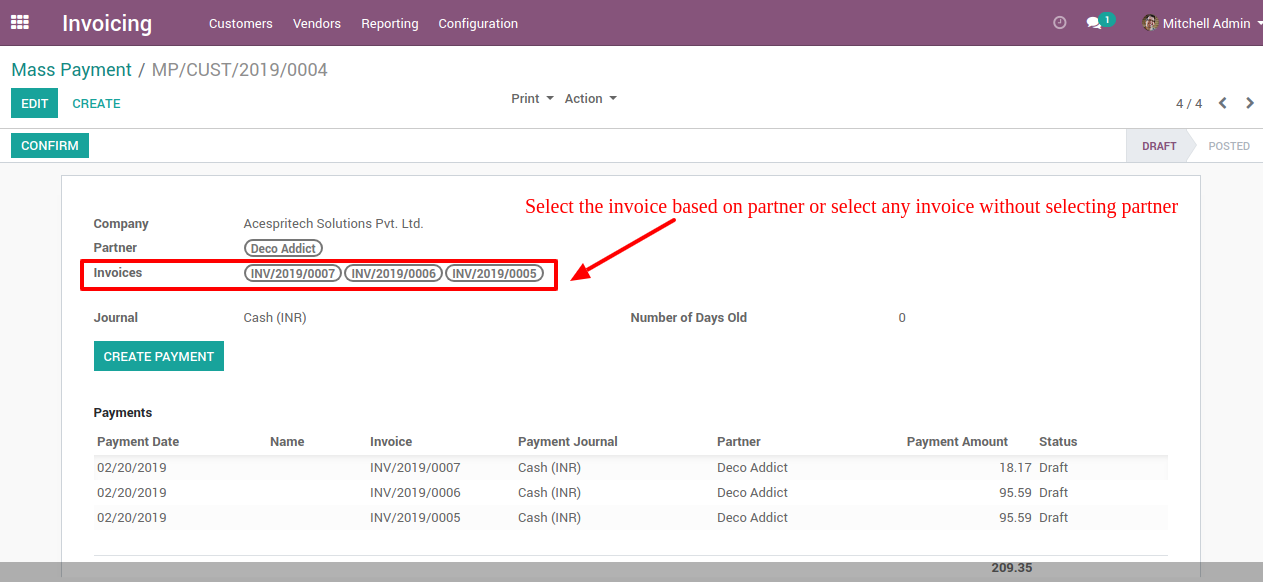 Invoicing Customers Vendors Reporting Configuration 1 Mitchell Admin
Mass Payment / MP/CUST/2019/0004
EDIT CREATE Print Action 4 / 4
CONFIRM DRAFT POSTED
Select the invoice based on partner or select any invoice without selecting partner
Company Acespritech Solutions Pvt. Ltd.
Partner Deco Addict
Invoices INV/2019/0007 INV/2019/0006 INV/2019/0005
Journal Cash (INR) Number of Days Old 0
CREATE PAYMENT
Payments
Payment Date Name Invoice Payment Journal Partner Payment Amount Status
02/20/2019 INV/2019/0007 Cash (INR) Deco Addict 18.17 Draft
02/20/2019 INV/2019/0006 Cash (INR) Deco Addict 95.59 Draft
02/20/2019 INV/2019/0005 Cash (INR) Deco Addict 95.59 Draft
209.35